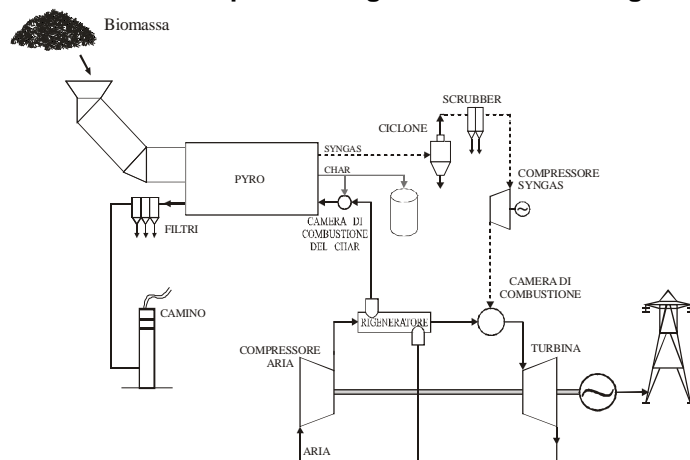 Biomassa
SCRUBBER
CICLONE
SYNGAS
CHAR
PYRO
COMPRESSORE
SYNGAS
CAMERA DI
COMBUSTIONE
DEL CHAR
FILTRI
CAMERA DI
COMBUSTIONE
CAMINO
RIGENERATORE
COMPRESSORE
ARIA
TURBINA
ARIA